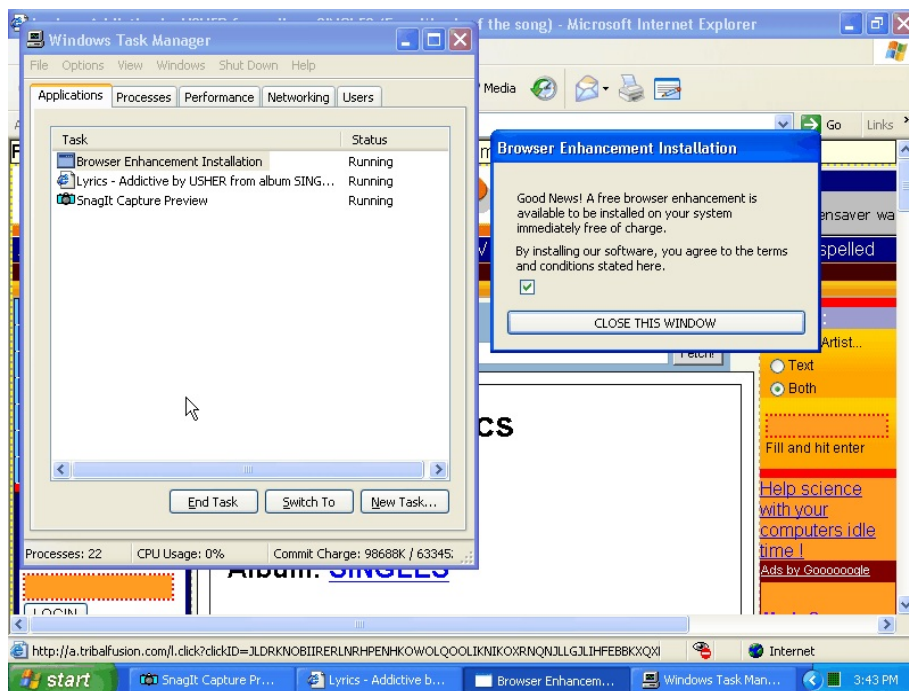 f the song) - Microsoft Internet Explorer
Windows Task Manager
File Options View Windows Shut Down Help
Applications Processes Performance Networking Users
Media
Go Links
Task Status
Browser Enhancement Installation Running
Lyrics - Addictive by USHER from album SING... Running
SnagIt Capture Preview Running
Browser Enhancement Installation
Good News! A free browser enhancement is
available to be installed on your system
immediately free of charge.
By installing our software, you agree to the terms
and conditions stated here.
CLOSE THIS WINDOW
ensaver wa
spelled
Artist...
Text
Both
Fill and hit enter
Help science
with your
computers idle
time !
Ads by Goooooogle
cs
End Task Switch To New Task...
Processes: 22 CPU Usage: 0% Commit Charge: 98688K / 63345
Album: SINGLES
LOGIN
http://a.tribalfusion.com/l.click?clickID=JLDRKNOBIIRERLNRHPENHKOWOLQOOLIKNIKOXRNQNJLLGJLIHFEBBKXQXI Internet
start SnagIt Capture Pr... Lyrics - Addictive b... Browser Enhancem... Windows Task Man... 3:43 PM